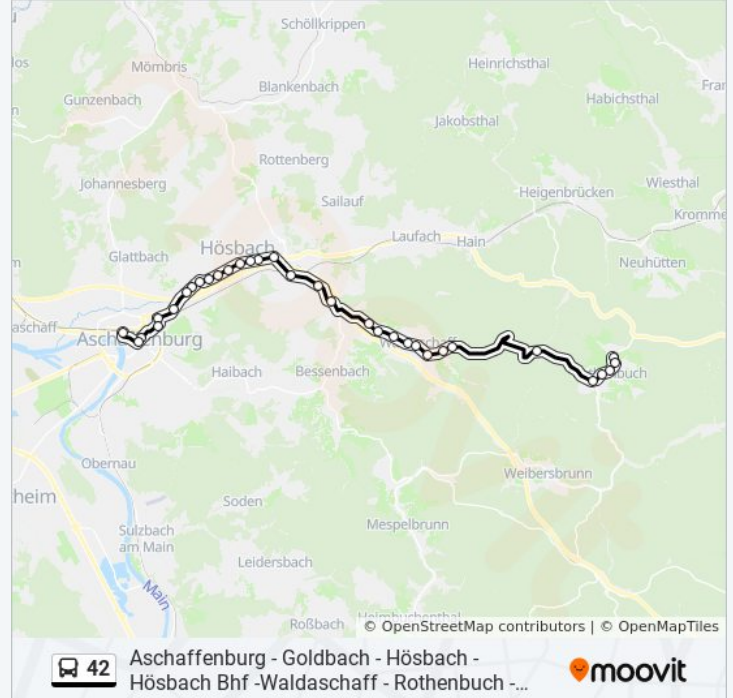 Schöllkrippen
Mömbris
Heinrichsthal
Blankenbach
Gunzenbach
Habichsthal
Jakobsthal
Rottenberg
Johannesberg
Wiesthal
Heigenbrücken
Sailauf
Laufach
Hain
Hösbach
Glattbach
Neuhütten
Haibach
Bessenbach
Obernau
Weibersbrunn
Soden
Mespelbrunn
Sulzbach
am Main
Leidersbach
Main
Roßbach
© OpenStreetMap contributors | © OpenMapTiles
42
Aschaffenburg - Goldbach - Hösbach -
Hösbach Bhf -Waldaschaff - Rothenbuch -...
moovit